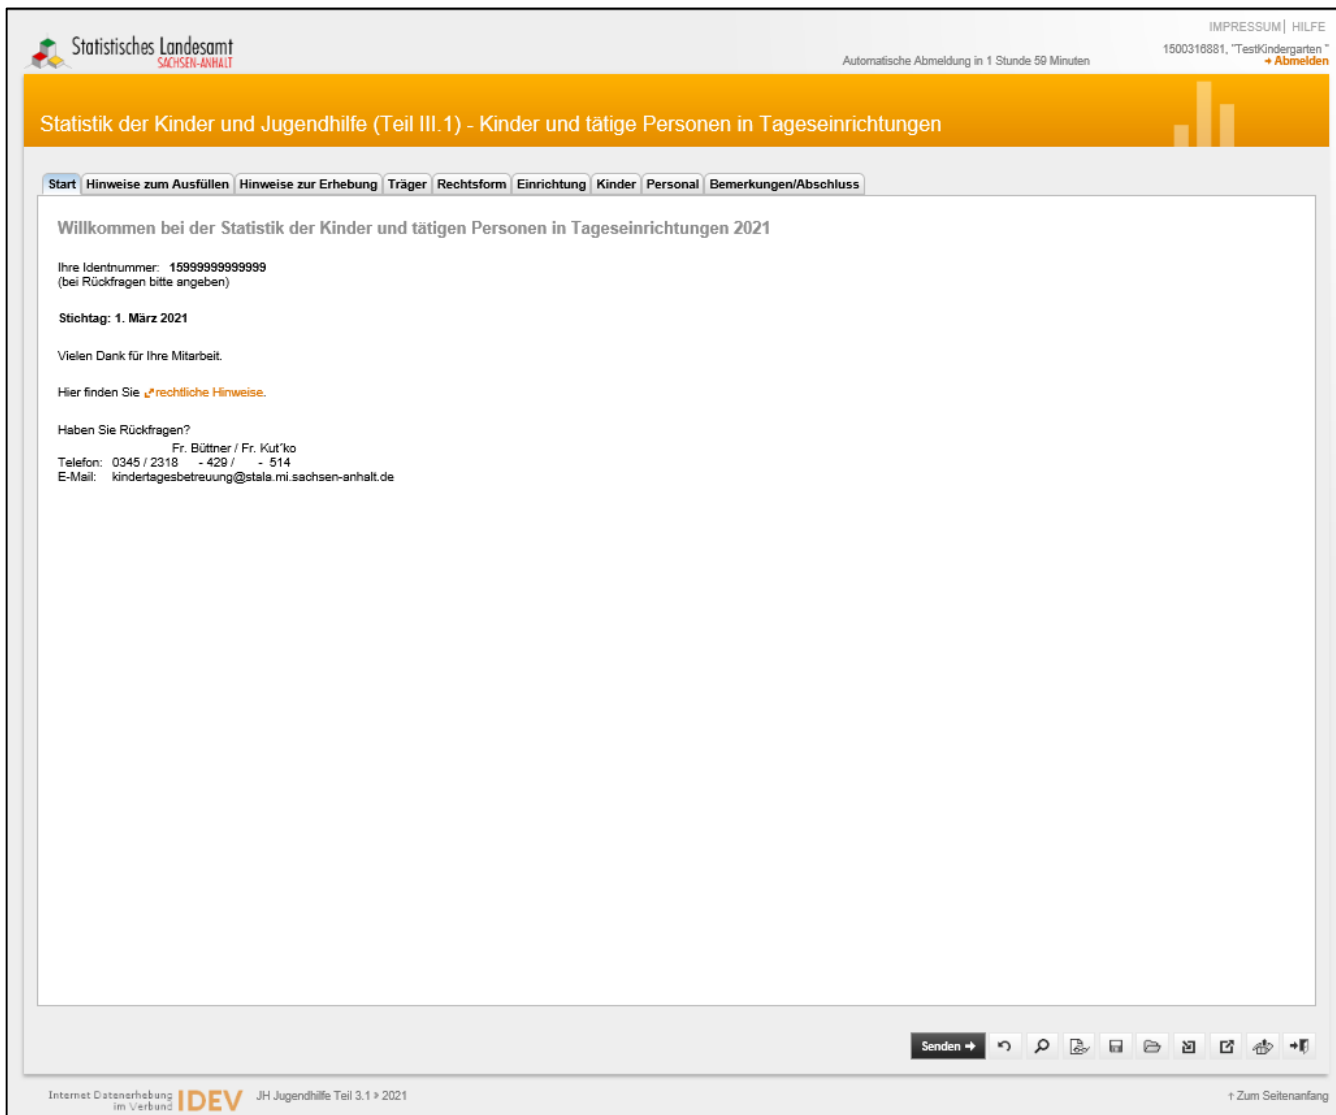 Statistisches Landesamt
SACHSEN-ANHALT
IMPRESSUM| HILFE
Automatische Abmeldung in 1 Stunde 59 Minuten
1500316881, "TestKindergarten "
Abmelden
Statistik der Kinder und Jugendhilfe (Teil III.1) - Kinder und tätige Personen in Tageseinrichtungen
Start Hinweise zum Ausfüllen Hinweise zur Erhebung Träger Rechtsform Einrichtung Kinder Personal Bemerkungen/Abschluss
Willkommen bei der Statistik der Kinder und tätigen Personen in Tageseinrichtungen 2021
Ihre Identnummer: 15999999999999
(bei Rückfragen bitte angeben)
Stichtag: 1. März 2021
Vielen Dank für Ihre Mitarbeit.
Hier finden Sie rechtliche Hinweise.
Haben Sie Rückfragen?
Fr. Büttner / Fr. Kut´ko
Telefon: 0345 / 2318 - 429 / - 514
E-Mail: kindertagesbetreuung@stala.mi.sachsen-anhalt.de
Senden
Internet Datenerhebung
im Verbund IDEV JH Jugendhilfe Teil 3.1 » 2021
↑ Zum Seitenanfang